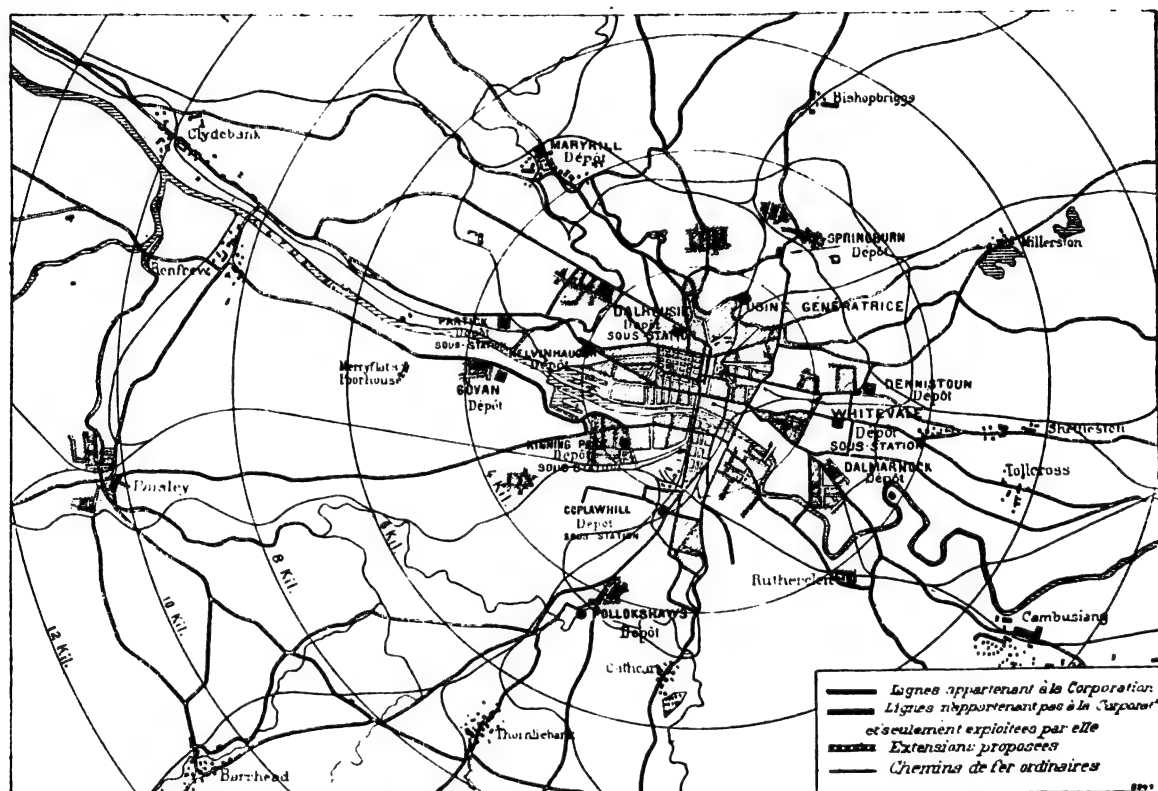 Clydebank
Bishopbriggs
MARYHILL
Dépôt
SPRINGBURN
Dépôt
Millerston
Renfrew
USINE GÉNÉRATRICE
DALHOUSIE
Dépôt
SOUS STATION
PARTICK
Dépôt
SOUS-STATION
KELVINHAUGH
Dépôt
Merryflats
Poorhouse
GOVAN
Dépôt
DENNISTOUN
Dépôt
WHITEVALE
Dépôt
SOUS-STATION
Shettleston
KINNING PARK
Dépôt
SOUS STATION
DALMARNOCK
Dépôt
Tollcross
Paisley
COPLAWHILL
Dépôt
SOUS STATION
6 Kil.
8 Kil.
10 Kil.
12 Kil.
Rutherglen
POLLOKSHAWS
Dépôt
Cambuslang
Cathcart
Thornliebank
Barrhead
Lignes appartenant à la Corporation
Lignes n'appartenant pas à la Corporat
et seulement exploitées par elle
Extensions proposées
Chemins de fer ordinaires